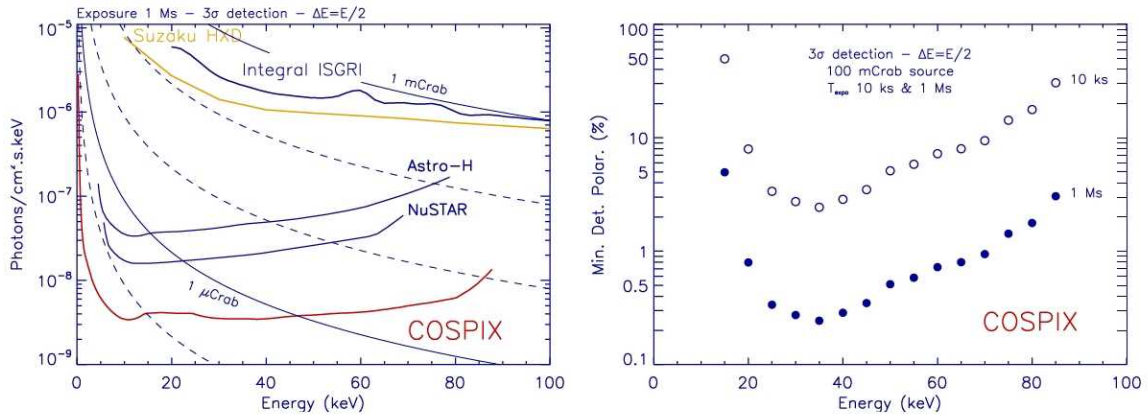 Exposure 1 Ms – 3σ detection – ΔE=E/2
10⁻⁵
Suzaku HXD
Integral ISGRI
1 mCrab
10⁻⁶
Astro-H
10⁻⁷
NuSTAR
10⁻⁸
1 μCrab
COSPIX
10⁻⁹
Photons/cm².s.keV
0 20 40 60 80 100
Energy (keV)
100
3σ detection – ΔE=E/2
100 mCrab source
T_expo 10 ks & 1 Ms
50
10 ks
10
5
1 Ms
1
0.5
COSPIX
0.1
Min. Det. Polar. (%)
0 20 40 60 80 100
Energy (keV)